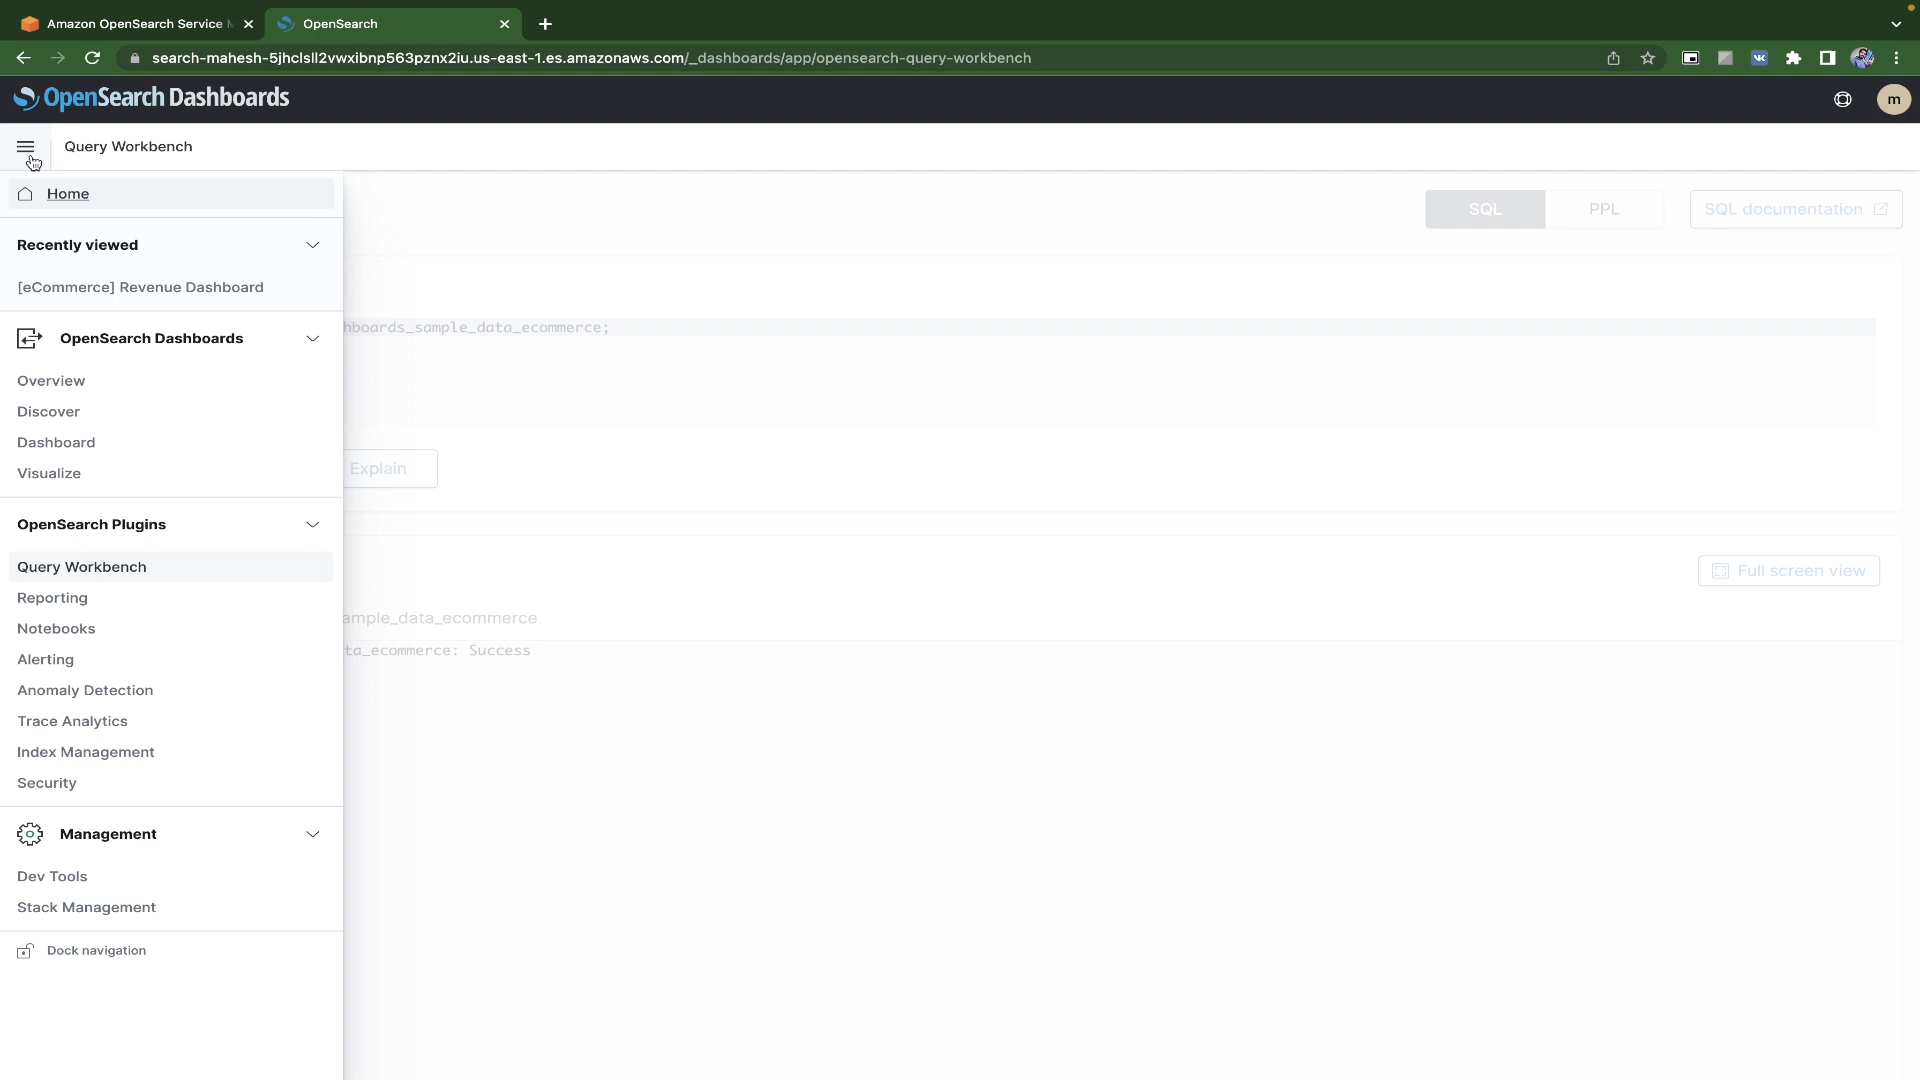 Amazon OpenSearch Service M
OpenSearch
search-mahesh-5jhclsll2vwxibnp563pznx2iu.us-east-1.es.amazonaws.com/_dashboards/app/opensearch-query-workbench
OpenSearch Dashboards
m
Query Workbench
Home
SQL
PPL
SQL documentation
Recently viewed
[eCommerce] Revenue Dashboard
hboards_sample_data_ecommerce;
OpenSearch Dashboards
Overview
Discover
Dashboard
Visualize
Explain
OpenSearch Plugins
Query Workbench
Full screen view
Reporting
ample_data_ecommerce
Notebooks
ta_ecommerce: Success
Alerting
Anomaly Detection
Trace Analytics
Index Management
Security
Management
Dev Tools
Stack Management
Dock navigation